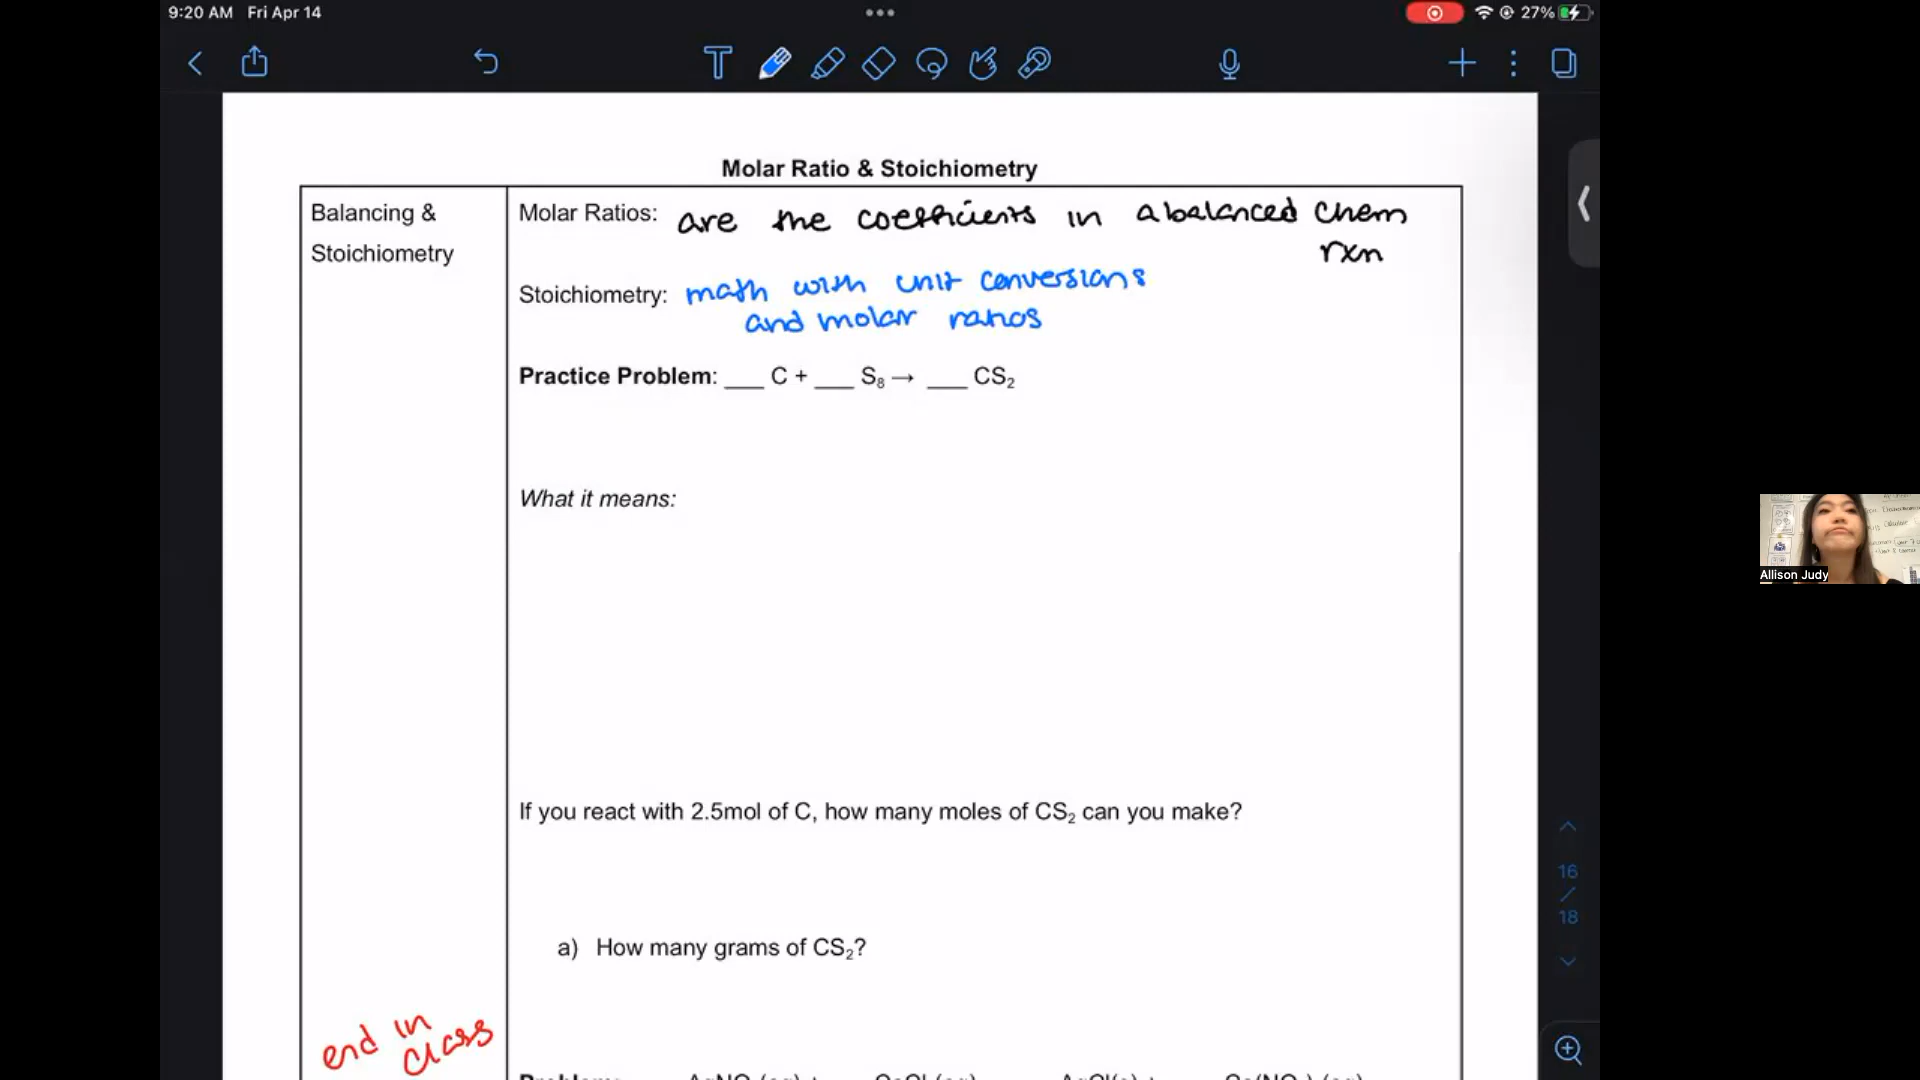 9:20 AM Fri Apr 14
27%
Molar Ratio & Stoichiometry
Balancing &
Stoichiometry
Molar Ratios: are the coefficients in a balanced chem
rxn
Stoichiometry: math with unit conversions
and molar ratios
Practice Problem: ___ C + ___ S₈ → ___ CS₂
What it means:
If you react with 2.5mol of C, how many moles of CS₂ can you make?
a) How many grams of CS₂?
end in
class
16
/
18
Allison Judy